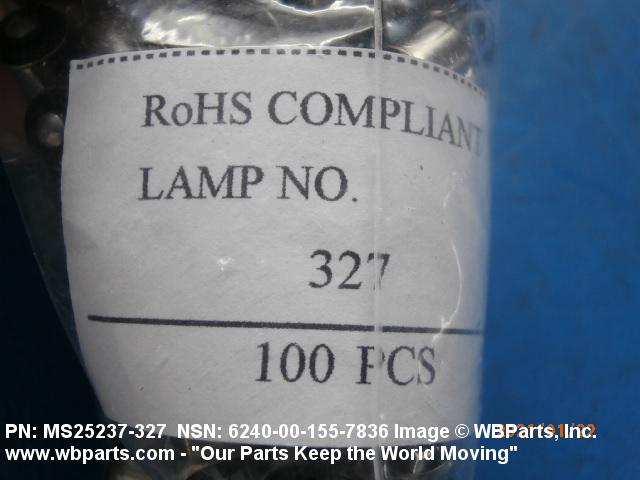 RoHS COMPLIANT
LAMP NO.
327
100 PCS
PN: MS25237-327 NSN: 6240-00-155-7836 Image © WBParts, Inc.
www.wbparts.com - "Our Parts Keep the World Moving"